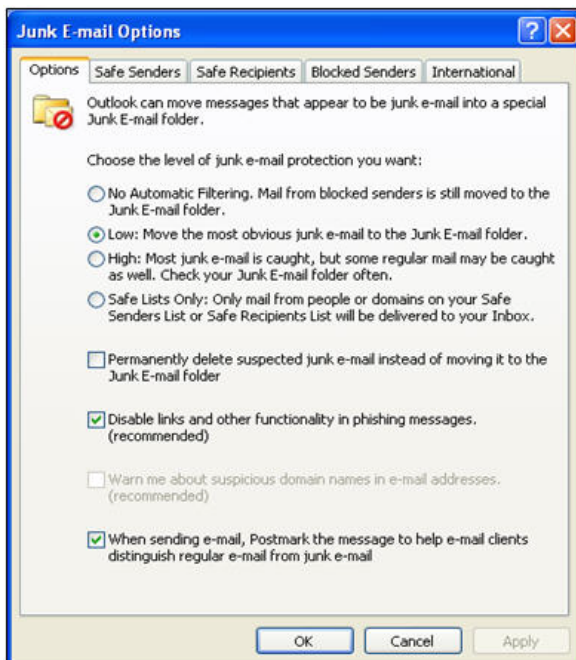 Junk E-mail Options
Options Safe Senders Safe Recipients Blocked Senders International
Outlook can move messages that appear to be junk e-mail into a special
Junk E-mail folder.
Choose the level of junk e-mail protection you want:
No Automatic Filtering. Mail from blocked senders is still moved to the
Junk E-mail folder.
Low: Move the most obvious junk e-mail to the Junk E-mail folder.
High: Most junk e-mail is caught, but some regular mail may be caught
as well. Check your Junk E-mail folder often.
Safe Lists Only: Only mail from people or domains on your Safe
Senders List or Safe Recipients List will be delivered to your Inbox.
Permanently delete suspected junk e-mail instead of moving it to the
Junk E-mail folder
Disable links and other functionality in phishing messages.
(recommended)
Warn me about suspicious domain names in e-mail addresses.
(recommended)
When sending e-mail, Postmark the message to help e-mail clients
distinguish regular e-mail from junk e-mail
OK Cancel Apply